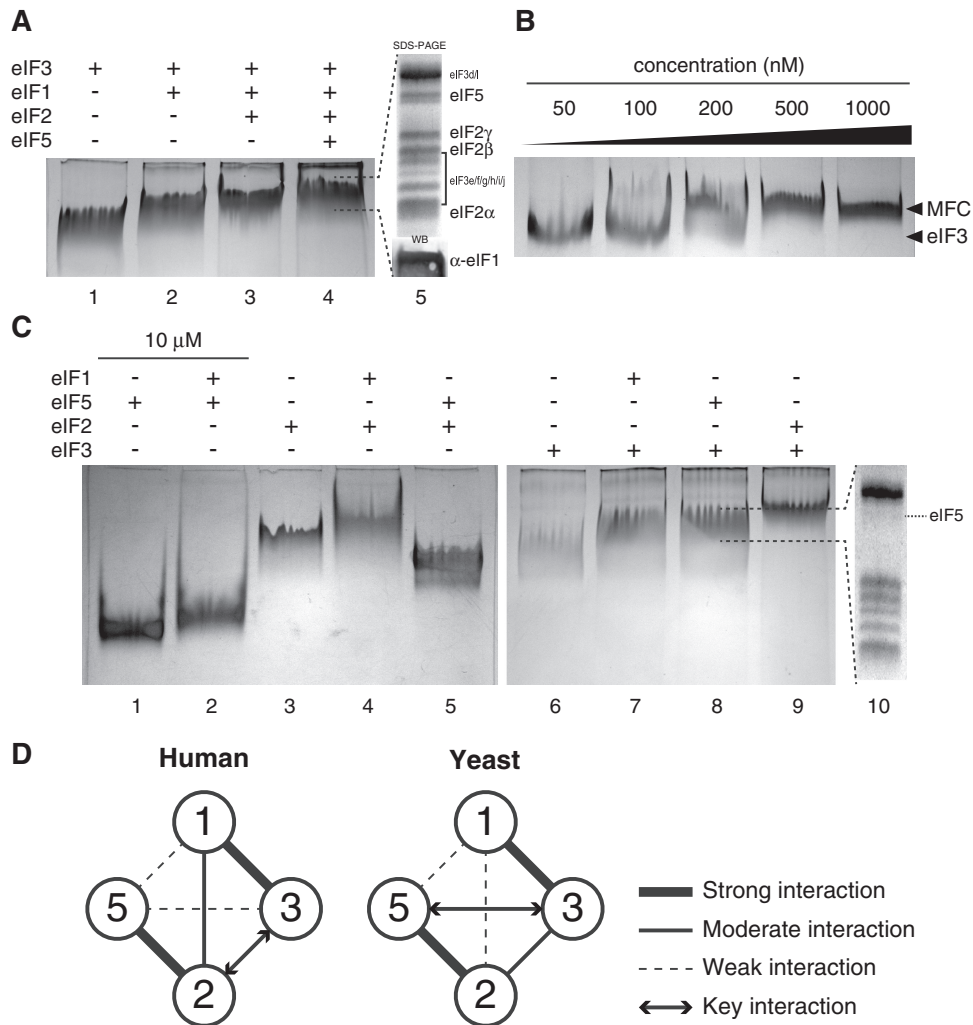 A
eIF3 + + + +
eIF1 - + + +
eIF2 - - + +
eIF5 - - - +
1 2 3 4 5
SDS-PAGE
eIF3d/l
eIF5
eIF2γ
eIF2β
eIF3e/f/g/h/i/j
eIF2α
WB
α-eIF1
B
concentration (nM)
50 100 200 500 1000
MFC
eIF3
C
10 µM
eIF1 - + - + - - + - -
eIF5 + + - - + - - + -
eIF2 - - + + + - - - +
eIF3 - - - - - + + + +
eIF5
1 2 3 4 5 6 7 8 9 10
D
Human
1
5 3
2
Yeast
1
5 3
2
Strong interaction
Moderate interaction
Weak interaction
Key interaction